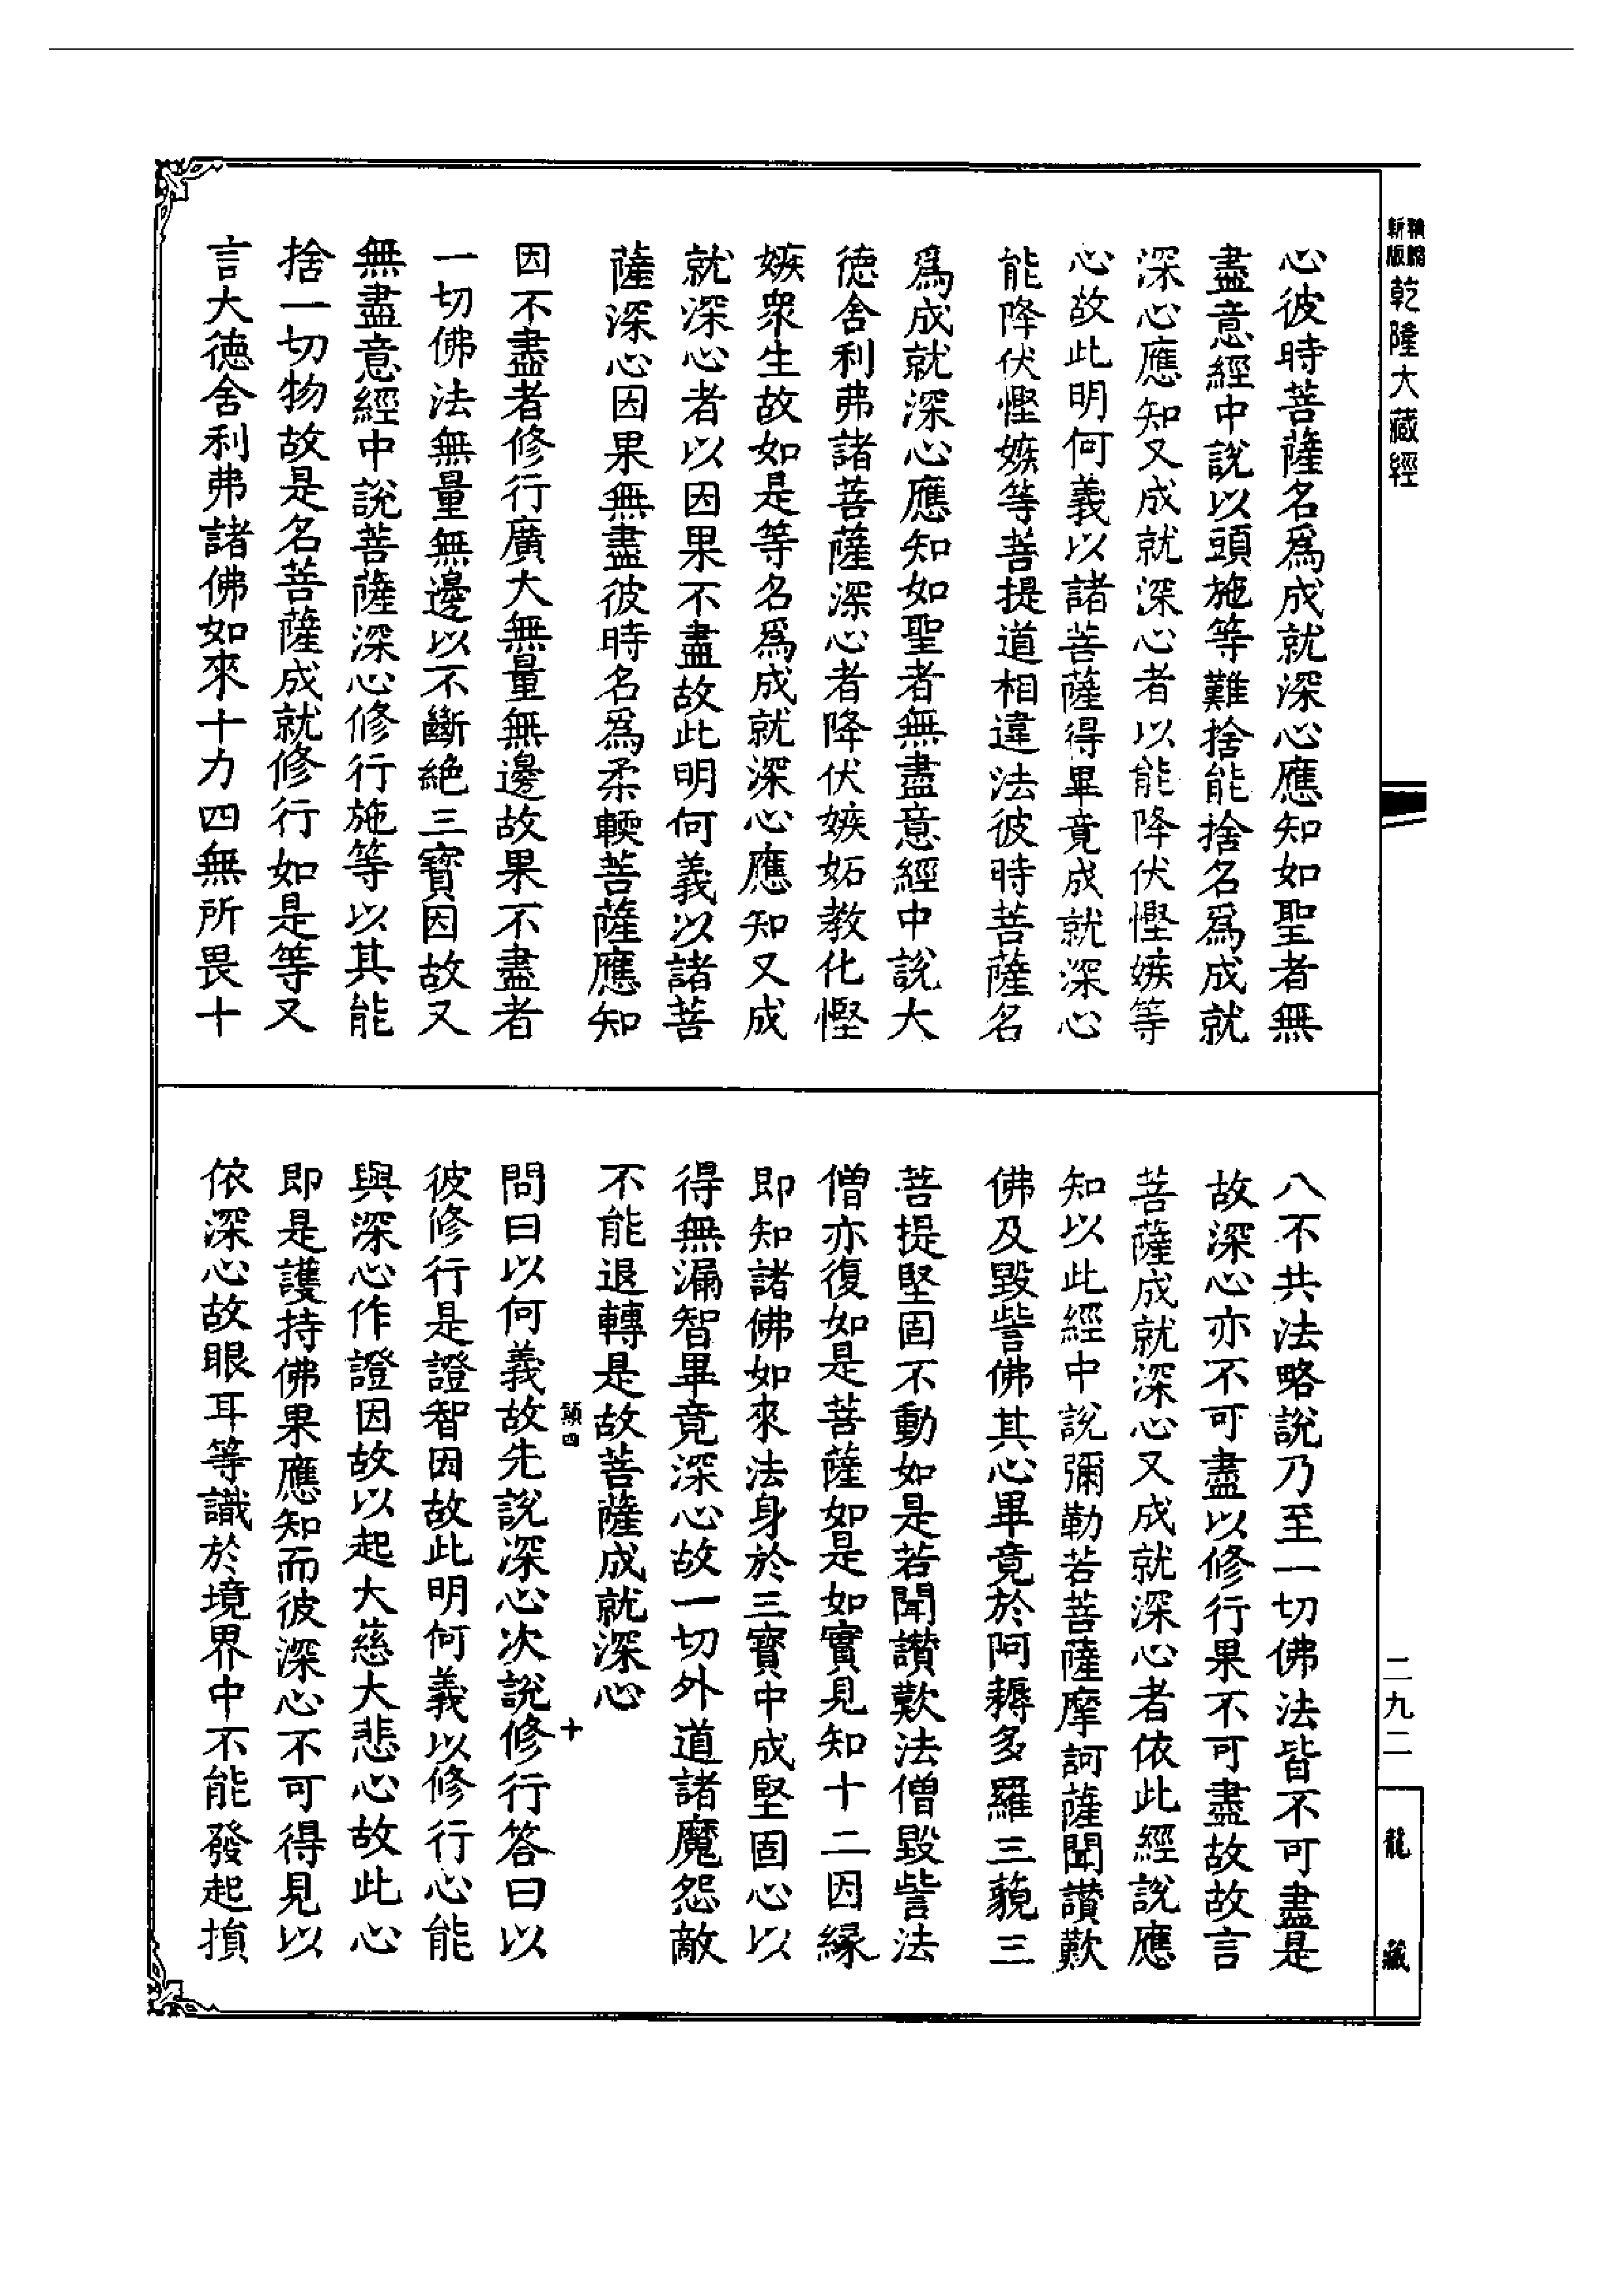 精縮
新版
乾隆大藏經
二九二
龍藏
心彼時菩薩名爲成就深心應知如聖者無
盡意經中説以頭施等難捨能捨名爲成就
深心應知又成就深心者以能降伏慳嫉等
心故此明何義以諸菩薩得畢竟成就深心
能降伏慳嫉等菩提道相違法彼時菩薩名
爲成就深心應知如聖者無盡意經中説大
徳舍利弗諸菩薩深心者降伏嫉妬教化慳
嫉衆生故如是等名爲成就深心應知又成
就深心者以因果不盡故此明何義以諸菩
薩深心因果無盡彼時名爲柔輭菩薩應知
因不盡者修行廣大無量無邊故果不盡者
一切佛法無量無邊以不斷絶三寳因故又
無盡意經中説菩薩深心修行施等以其能
捨一切物故是名菩薩成就修行如是等又
言大徳舍利弗諸佛如來十力四無所畏十
八不共法略説乃至一切佛法皆不可盡是
故深心亦不可盡以修行果不可盡故故言
菩薩成就深心又成就深心者依此經説應
知以此經中説彌勒若菩薩摩訶薩聞讃歎
佛及毀訾佛其心畢竟於阿耨多羅三藐三
菩提堅固不動如是若聞讃歎法僧毀訾法
僧亦復如是菩薩如是如實見知十二因縁
即知諸佛如來法身於三寳中成堅固心以
得無漏智畢竟深心故一切外道諸魔怨敵
不能退轉是故菩薩成就深心
顛四 十
問曰以何義故先説深心次説修行答曰以
彼修行是證智因故此明何義以修行心能
與深心作證因故以起大慈大悲心故此心
即是護持佛果應知而彼深心不可得見以
依深心故眼耳等識於境界中不能發起損